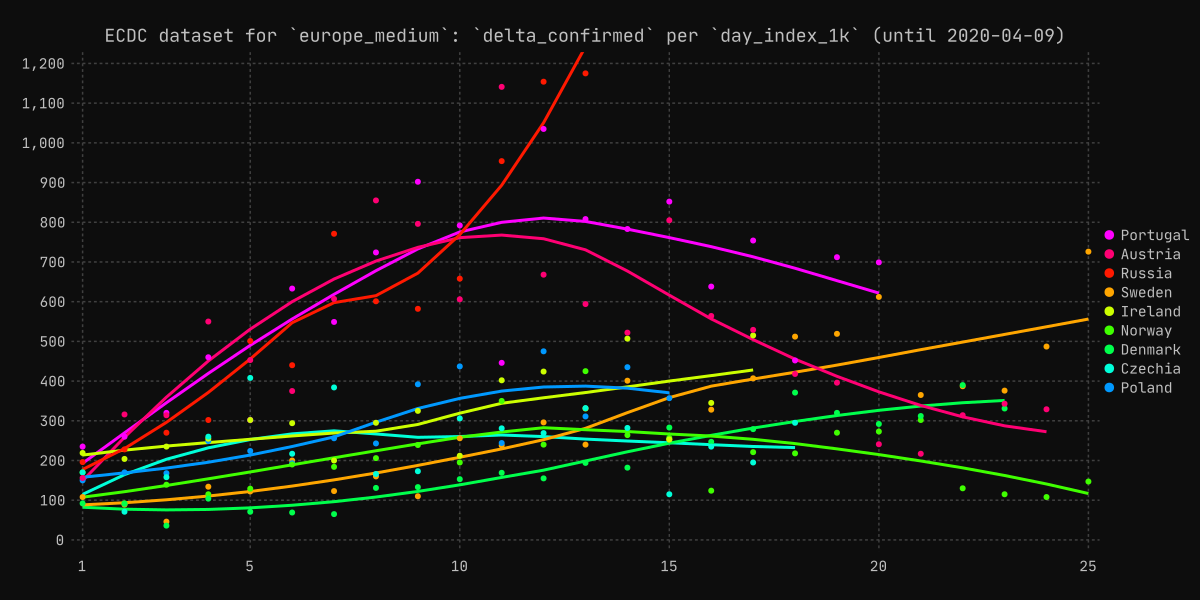 ECDC dataset for `europe_medium`: `delta_confirmed` per `day_index_1k` (until 2020-04-09)
1,200
1,100
1,000
900
800
700
600
500
400
300
200
100
0
1 5 10 15 20 25
Portugal
Austria
Russia
Sweden
Ireland
Norway
Denmark
Czechia
Poland